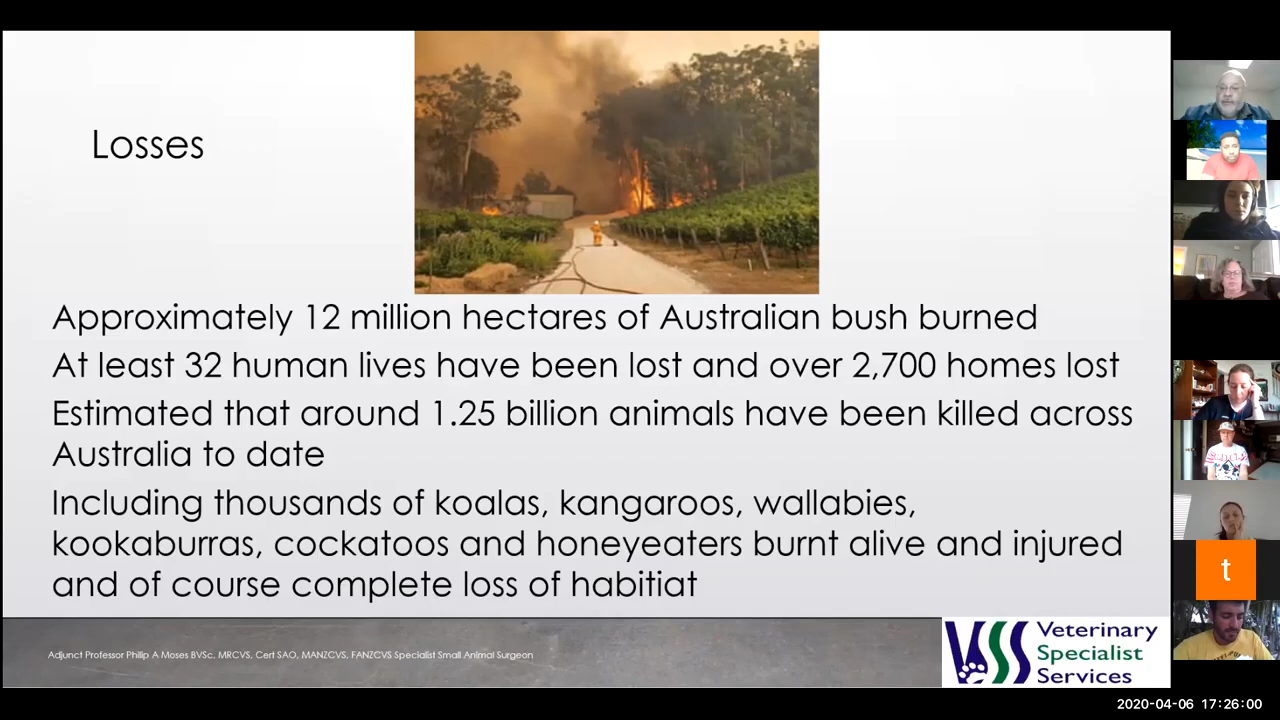 Losses
Approximately 12 million hectares of Australian bush burned
At least 32 human lives have been lost and over 2,700 homes lost
Estimated that around 1.25 billion animals have been killed across
Australia to date
Including thousands of koalas, kangaroos, wallabies,
kookaburras, cockatoos and honeyeaters burnt alive and injured
and of course complete loss of habitiat
Adjunct Professor Philip A Moses BVSc, MRCVS, Cert SAO, MANZCVS, FANZCVS Specialist Small Animal Surgeon
VSS
Veterinary
Specialist
Services
t
2020-04-06 17:26:00